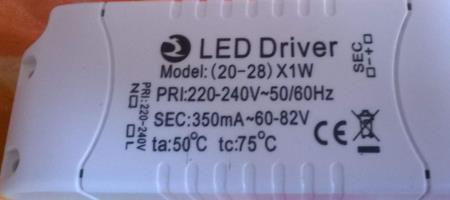 LED Driver
Model:(20-28)X1W
PRI:220-240V~50/60Hz
SEC:350mA~60-82V
ta:50°C tc:75°C
CE
PRI:220-240V
N L
SEC
- +